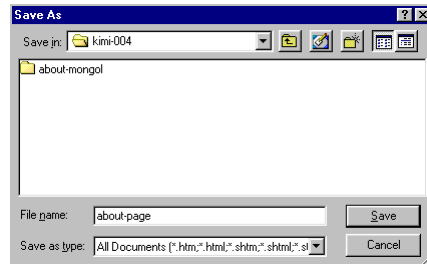 Save As
Save in: kimi-004
about-mongol
File name: about-page Save
Save as type: All Documents (*.htm;*.html;*.shtm;*.shtml;*.sl Cancel